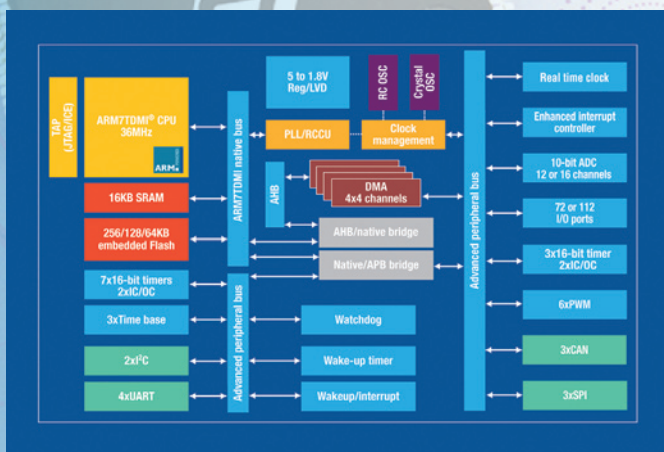 TAP
(JTAG/ICE)
ARM7TDMI® CPU
36MHz
ARM
16KB SRAM
256/128/64KB
embedded Flash
7x16-bit timers
2xIC/OC
3xTime base
2xI²C
4xUART
ARM7TDMI native bus
Advanced peripheral bus
5 to 1.8V
Reg/LVD
RC OSC
Crystal
OSC
PLL/RCCU
Clock
management
AHB
DMA
4x4 channels
AHB/native bridge
Native/APB bridge
Watchdog
Wake-up timer
Wakeup/interrupt
Advanced peripheral bus
Real time clock
Enhanced interrupt
controller
10-bit ADC
12 or 16 channels
72 or 112
I/O ports
3x16-bit timer
2xIC/OC
6xPWM
3xCAN
3xSPI